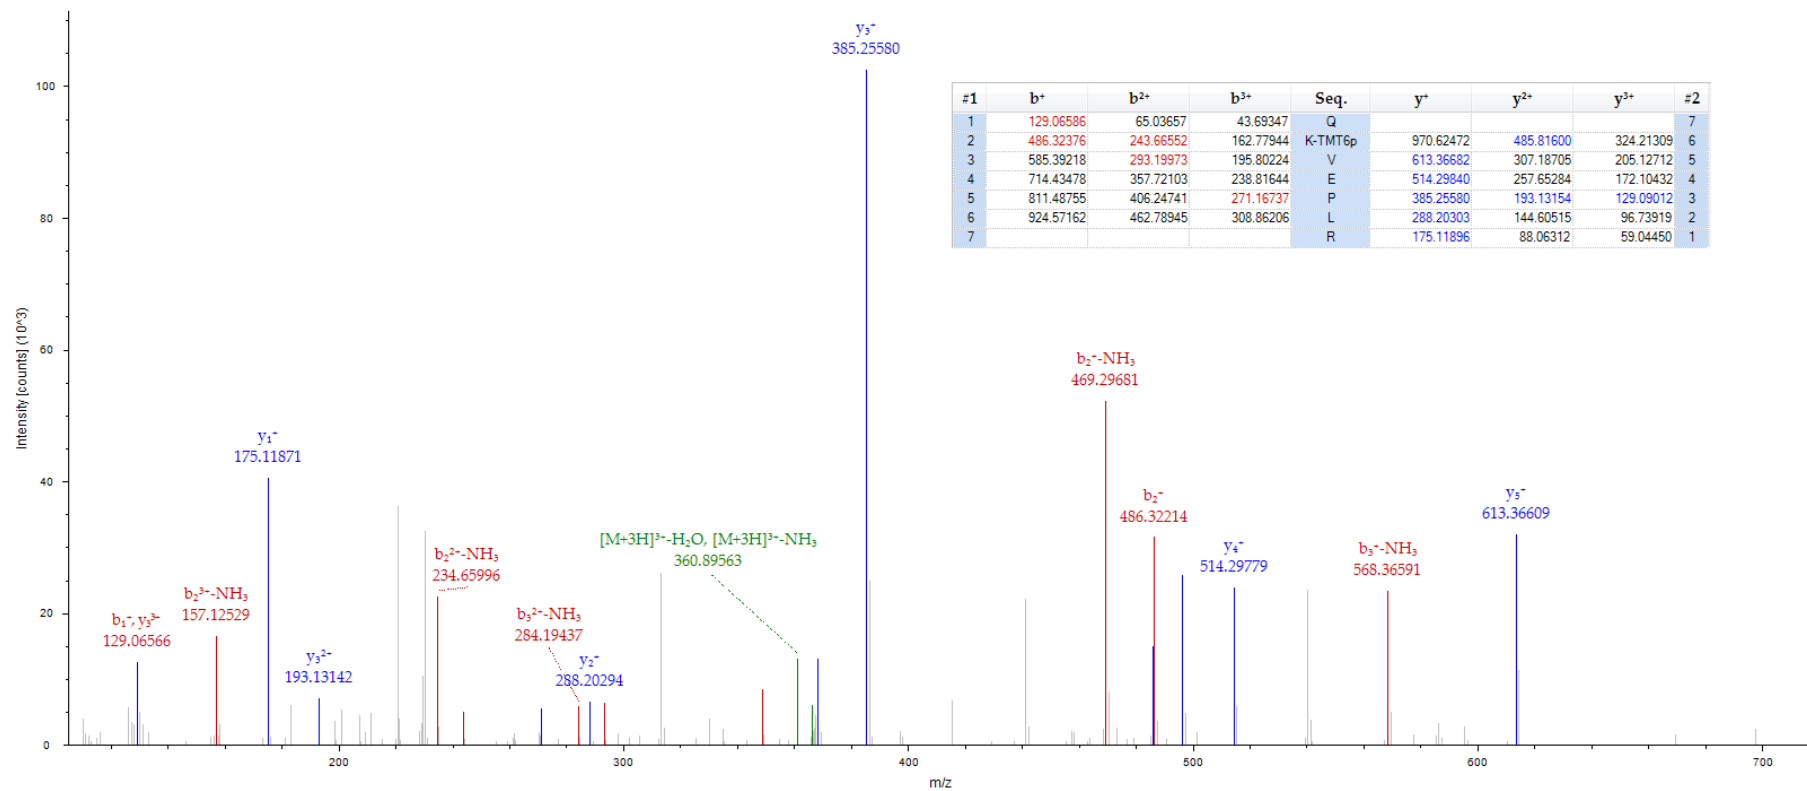 y₃⁺
385.25580
#1 b⁺ b²⁺ b³⁺ Seq. y⁺ y²⁺ y³⁺ #2
1 129.06586 65.03657 43.69347 Q 7
2 486.32376 243.66552 162.77944 K-TMT6p 970.62472 485.81600 324.21309 6
3 585.39218 293.19973 195.80224 V 613.36682 307.18705 205.12712 5
4 714.43478 357.72103 238.81644 E 514.29840 257.65284 172.10432 4
5 811.48755 406.24741 271.16737 P 385.25580 193.13154 129.09012 3
6 924.57162 462.78945 308.86206 L 288.20303 144.60515 96.73919 2
7 R 175.11896 88.06312 59.04450 1
b₂⁺-NH₃
469.29681
y₁⁺
175.11871
b₂⁺
486.32214
y₅⁺
613.36609
[M+3H]³⁺-H₂O, [M+3H]³⁺-NH₃
360.89563
y₄⁺
514.29779
b₃⁺-NH₃
568.36591
b₂²⁺-NH₃
234.65996
b₂³⁺-NH₃
157.12529
b₃²⁺-NH₃
284.19437
b₁⁺, y₃³⁺
129.06566
y₃²⁺
193.13142
y₂⁺
288.20294
Intensity [counts] (10^3)
100
80
60
40
20
0
200 300 400 500 600 700
m/z